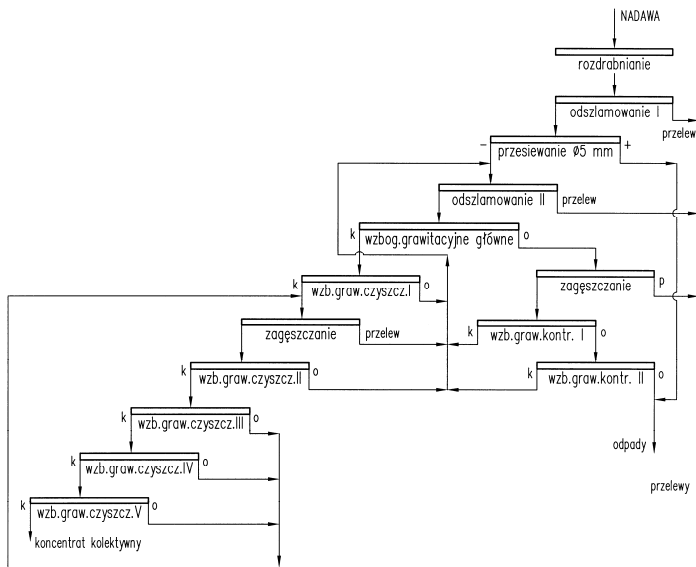 NADAWA
rozdrabnianie
odszlamowanie I
przelew
- przesiewanie Ø5 mm +
odszlamowanie II przelew
k wzbog.grawitacyjne główne o
k wzb.graw.czyszcz.I o
zagęszczanie p
zagęszczanie przelew
k wzb.graw.kontr. I o
k wzb.graw.czyszcz.II o
k wzb.graw.kontr. II o
k wzb.graw.czyszcz.III o
odpady
k wzb.graw.czyszcz.IV o
przelewy
k wzb.graw.czyszcz.V o
koncentrat kolektywny